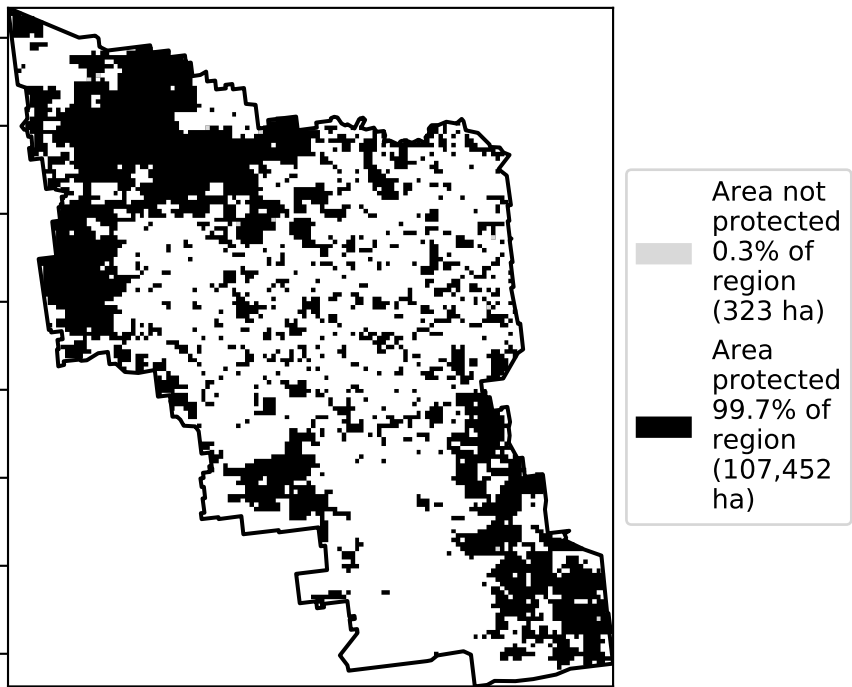 Area not
protected
0.3% of
region
(323 ha)
Area
protected
99.7% of
region
(107,452
ha)